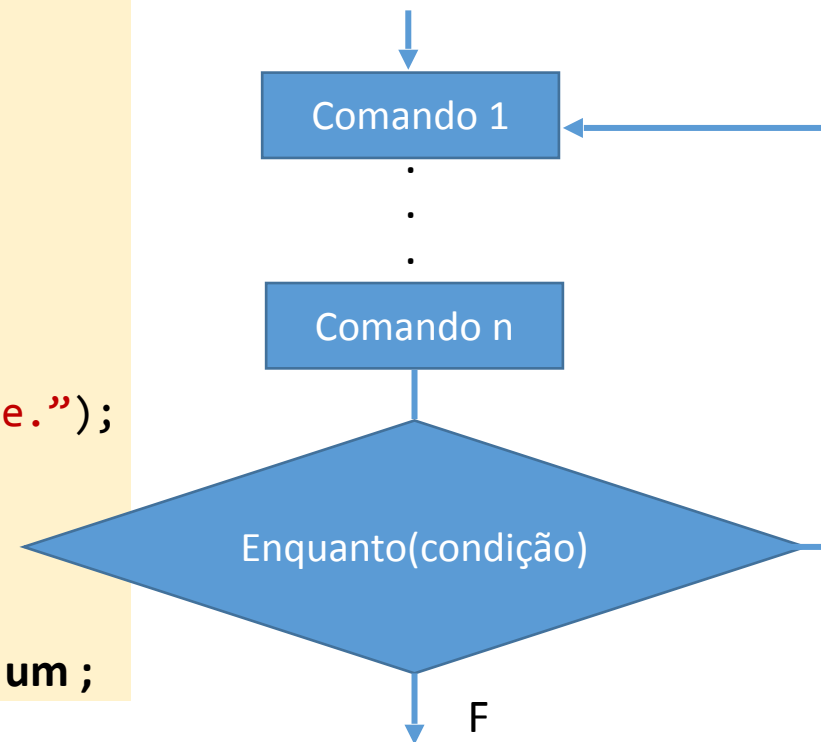 Comando 1
.
.
.
Comando n
e.”);
Enquanto(condição)
um ;
F